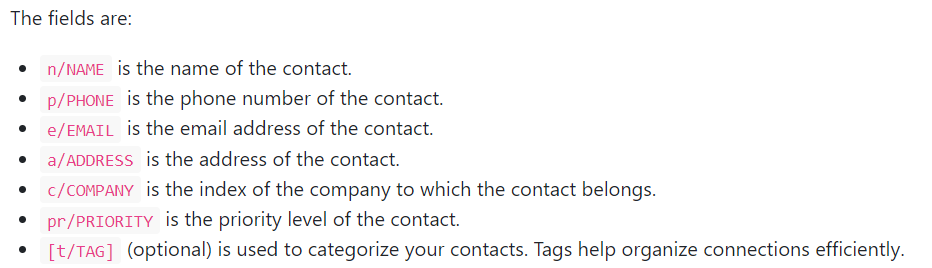 The fields are:
• n/NAME is the name of the contact.
• p/PHONE is the phone number of the contact.
• e/EMAIL is the email address of the contact.
• a/ADDRESS is the address of the contact.
• c/COMPANY is the index of the company to which the contact belongs.
• pr/PRIORITY is the priority level of the contact.
• [t/TAG] (optional) is used to categorize your contacts. Tags help organize connections efficiently.